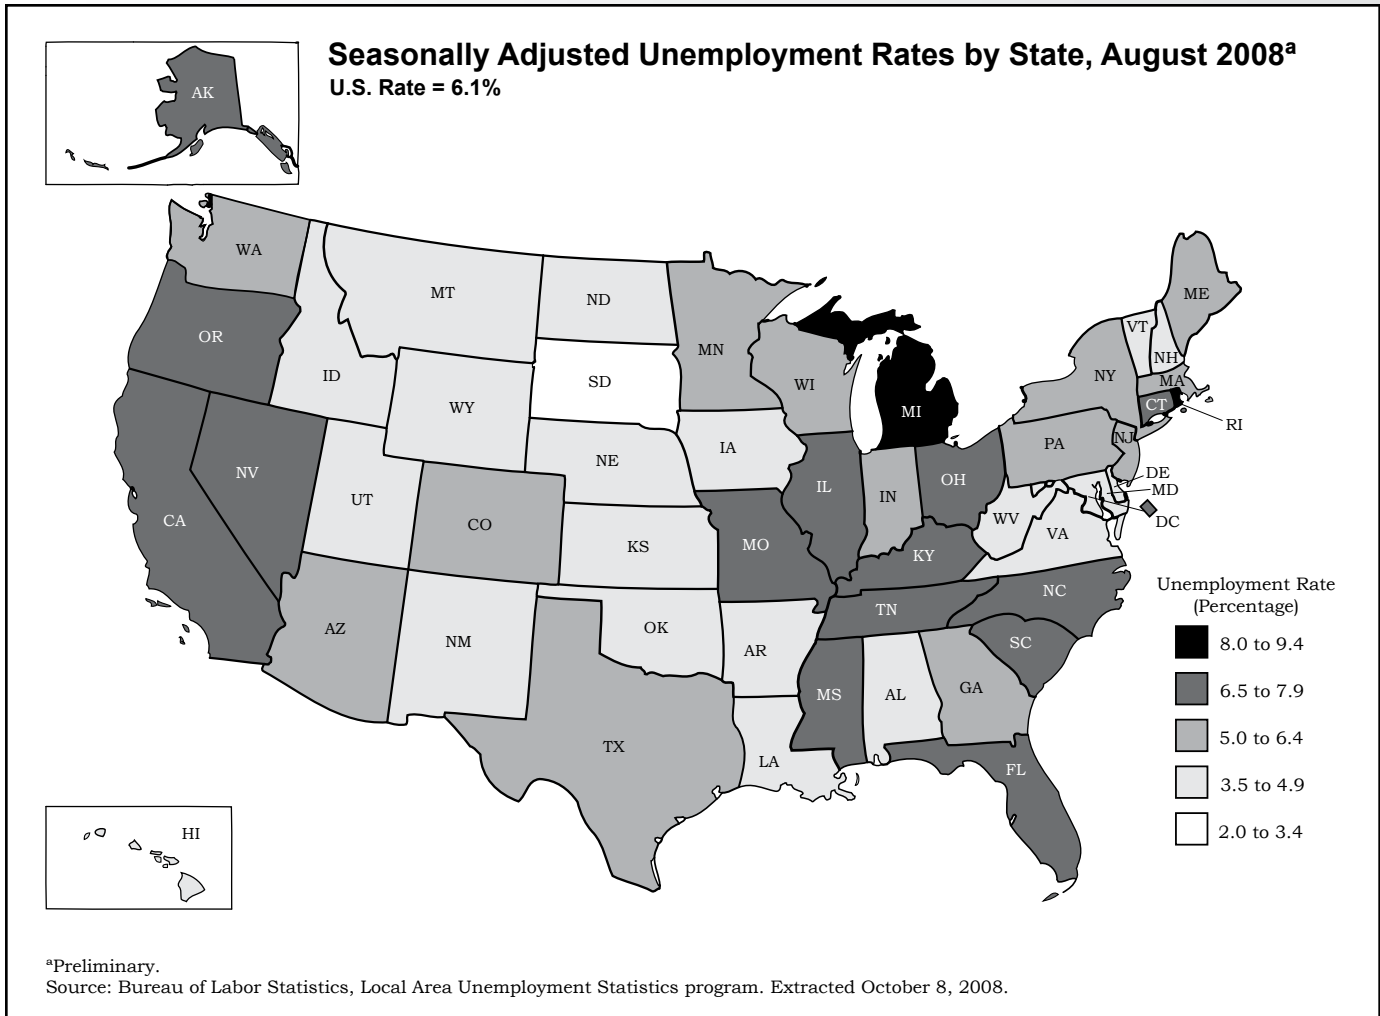 Seasonally Adjusted Unemployment Rates by State, August 2008ᵃ
U.S. Rate = 6.1%
AK
WA
MT
ND
MN
ME
VT
NH
OR
ID
SD
WI
NY
MA
WY
MI
CT
RI
IA
PA
NJ
NE
NV
UT
IL
IN
OH
DE
MD
CO
WV
DC
CA
KS
MO
VA
KY
NC
TN
AZ
NM
OK
AR
SC
MS
AL
GA
TX
LA
FL
HI
Unemployment Rate
(Percentage)
8.0 to 9.4
6.5 to 7.9
5.0 to 6.4
3.5 to 4.9
2.0 to 3.4
ᵃPreliminary.
Source: Bureau of Labor Statistics, Local Area Unemployment Statistics program. Extracted October 8, 2008.